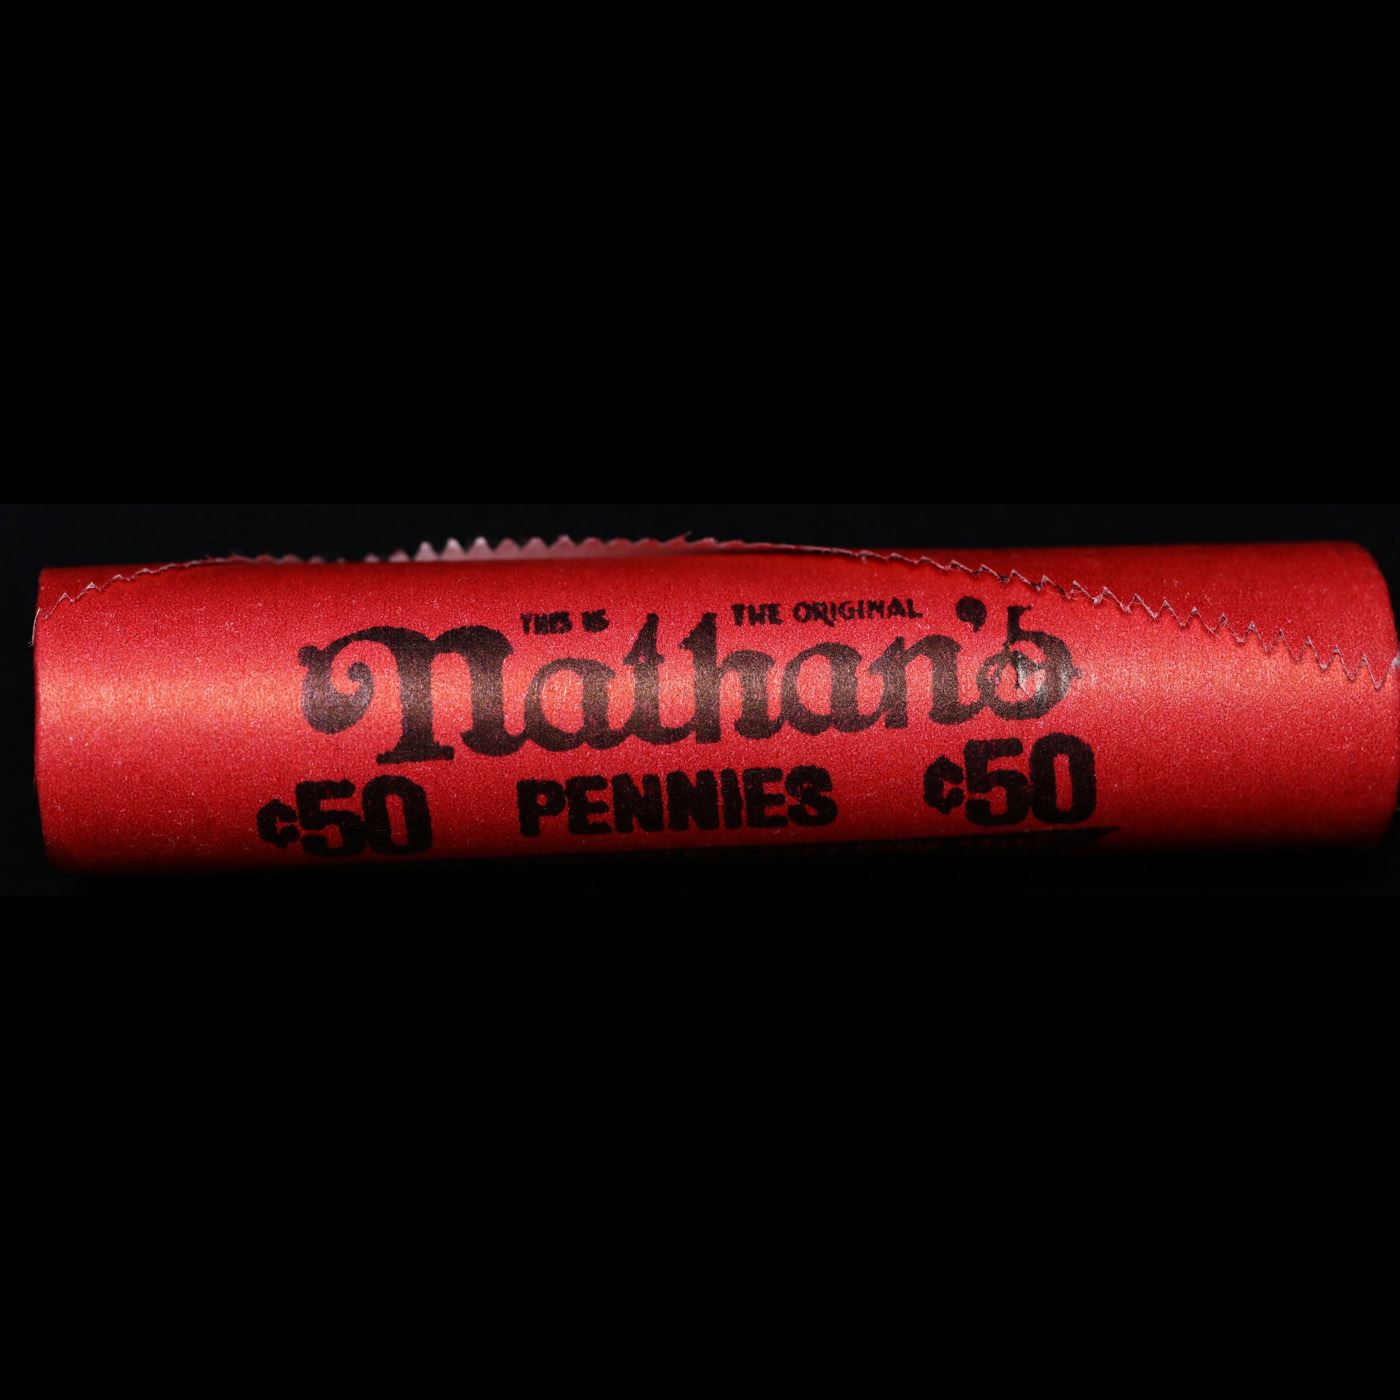 THIS IS THE ORIGINAL
Nathan's
¢50 PENNIES ¢50